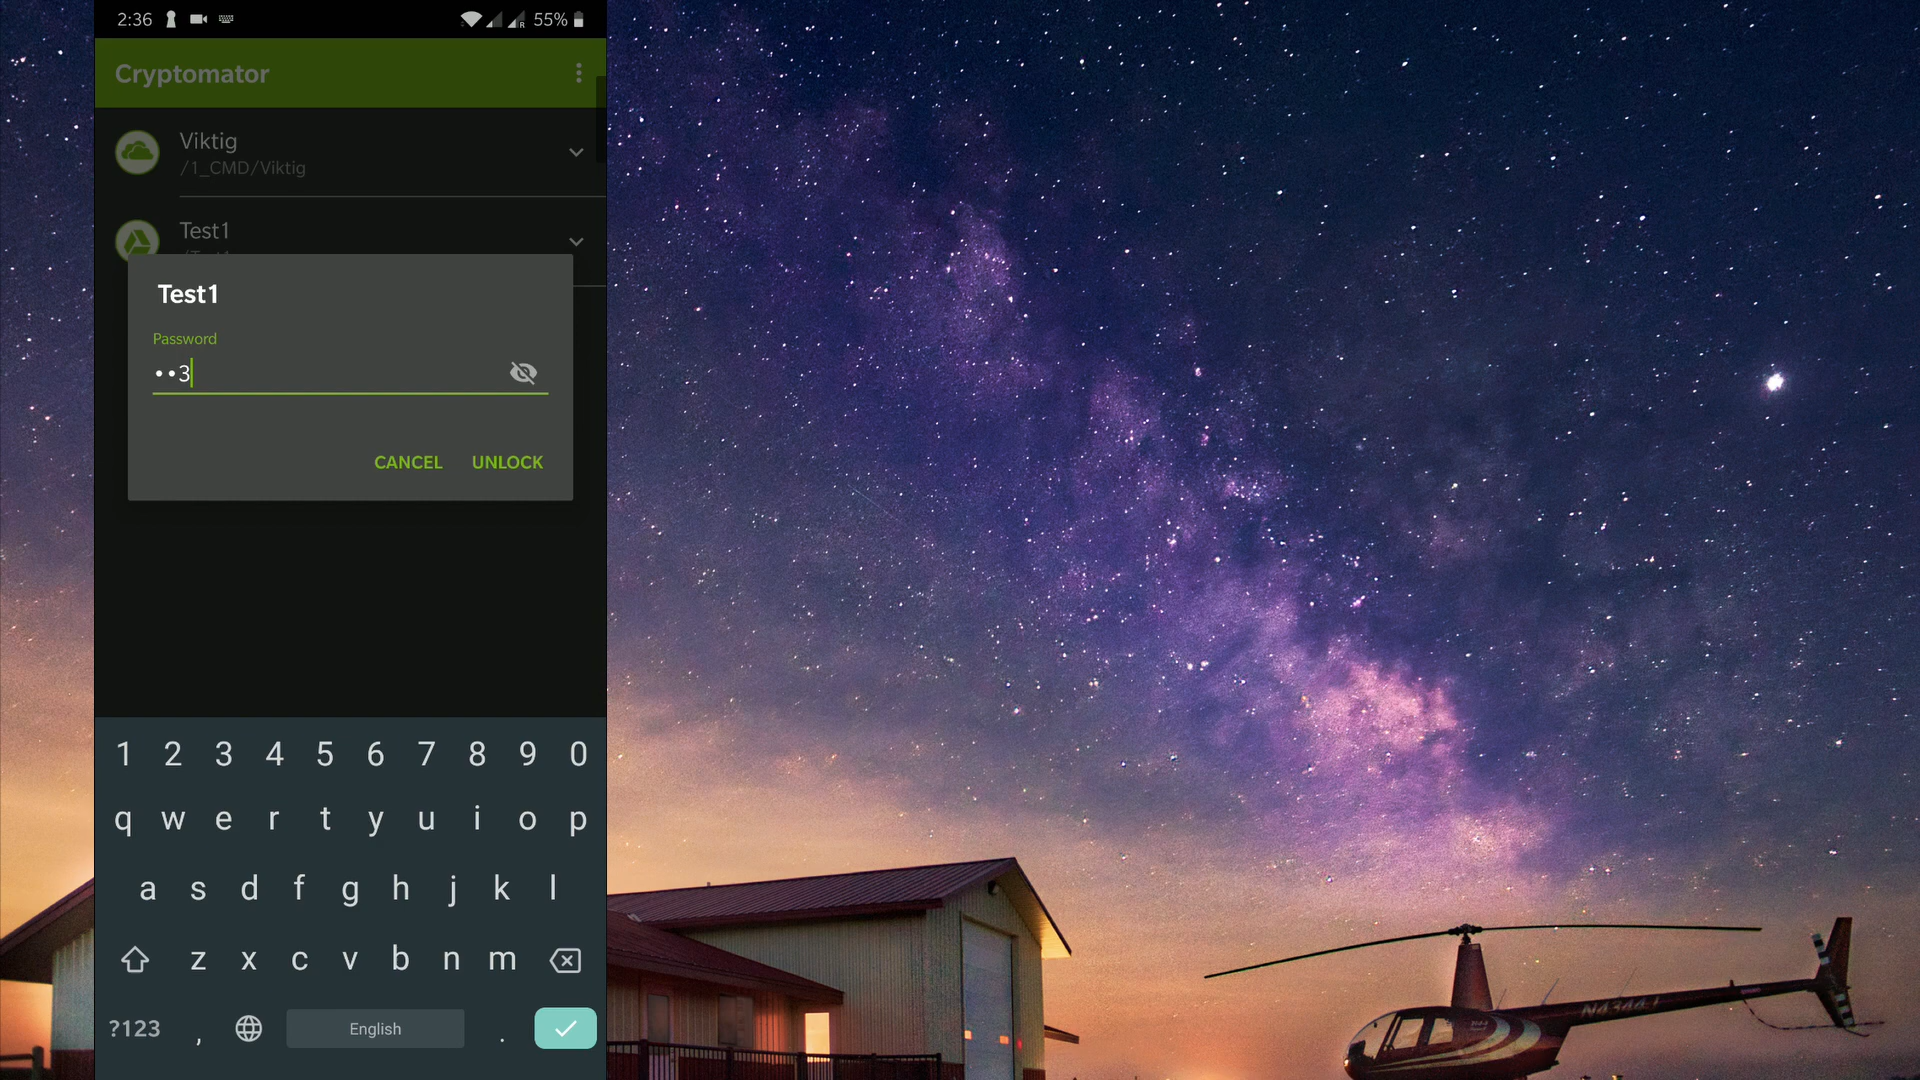 2:36 R 55%
Cryptomator
Viktig
/1_CMD/Viktig
Test1
Test1
Password
••3
CANCEL UNLOCK
1 2 3 4 5 6 7 8 9 0
q w e r t y u i o p
a s d f g h j k l
z x c v b n m
?123 , English .